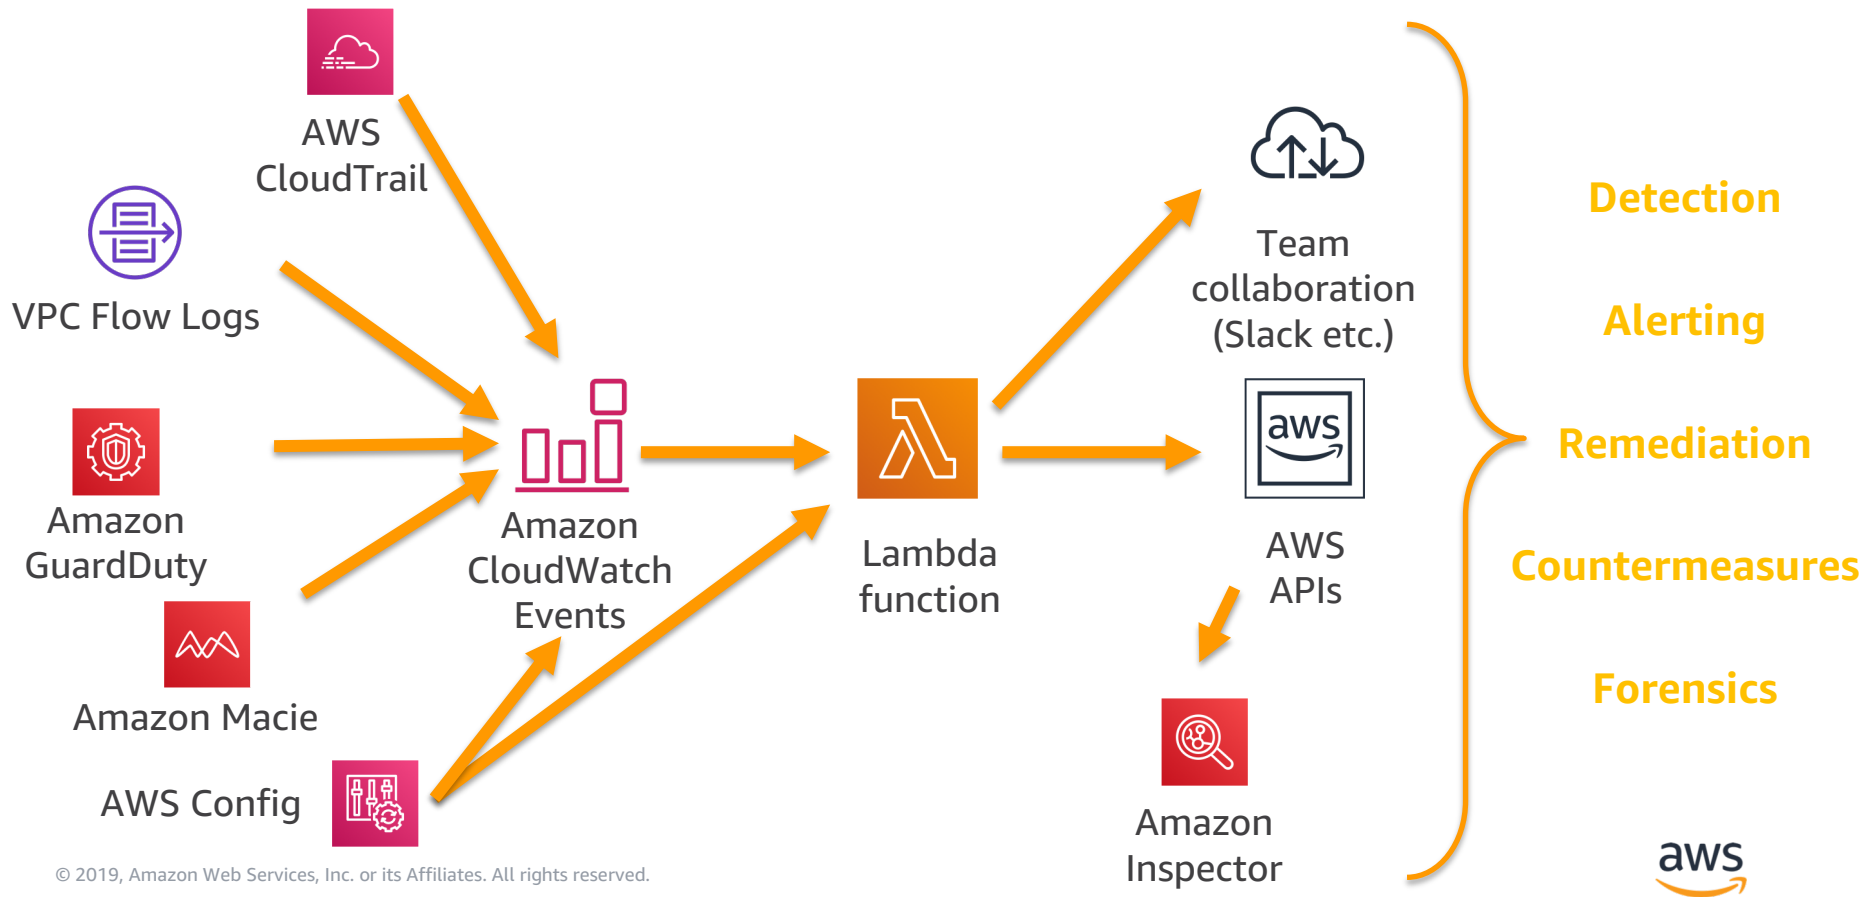 AWS
CloudTrail
VPC Flow Logs
Amazon
GuardDuty
Amazon Macie
AWS Config
Amazon
CloudWatch
Events
Lambda
function
Team
collaboration
(Slack etc.)
aws
AWS
APIs
Amazon
Inspector
Detection
Alerting
Remediation
Countermeasures
Forensics
© 2019, Amazon Web Services, Inc. or its Affiliates. All rights reserved.
aws